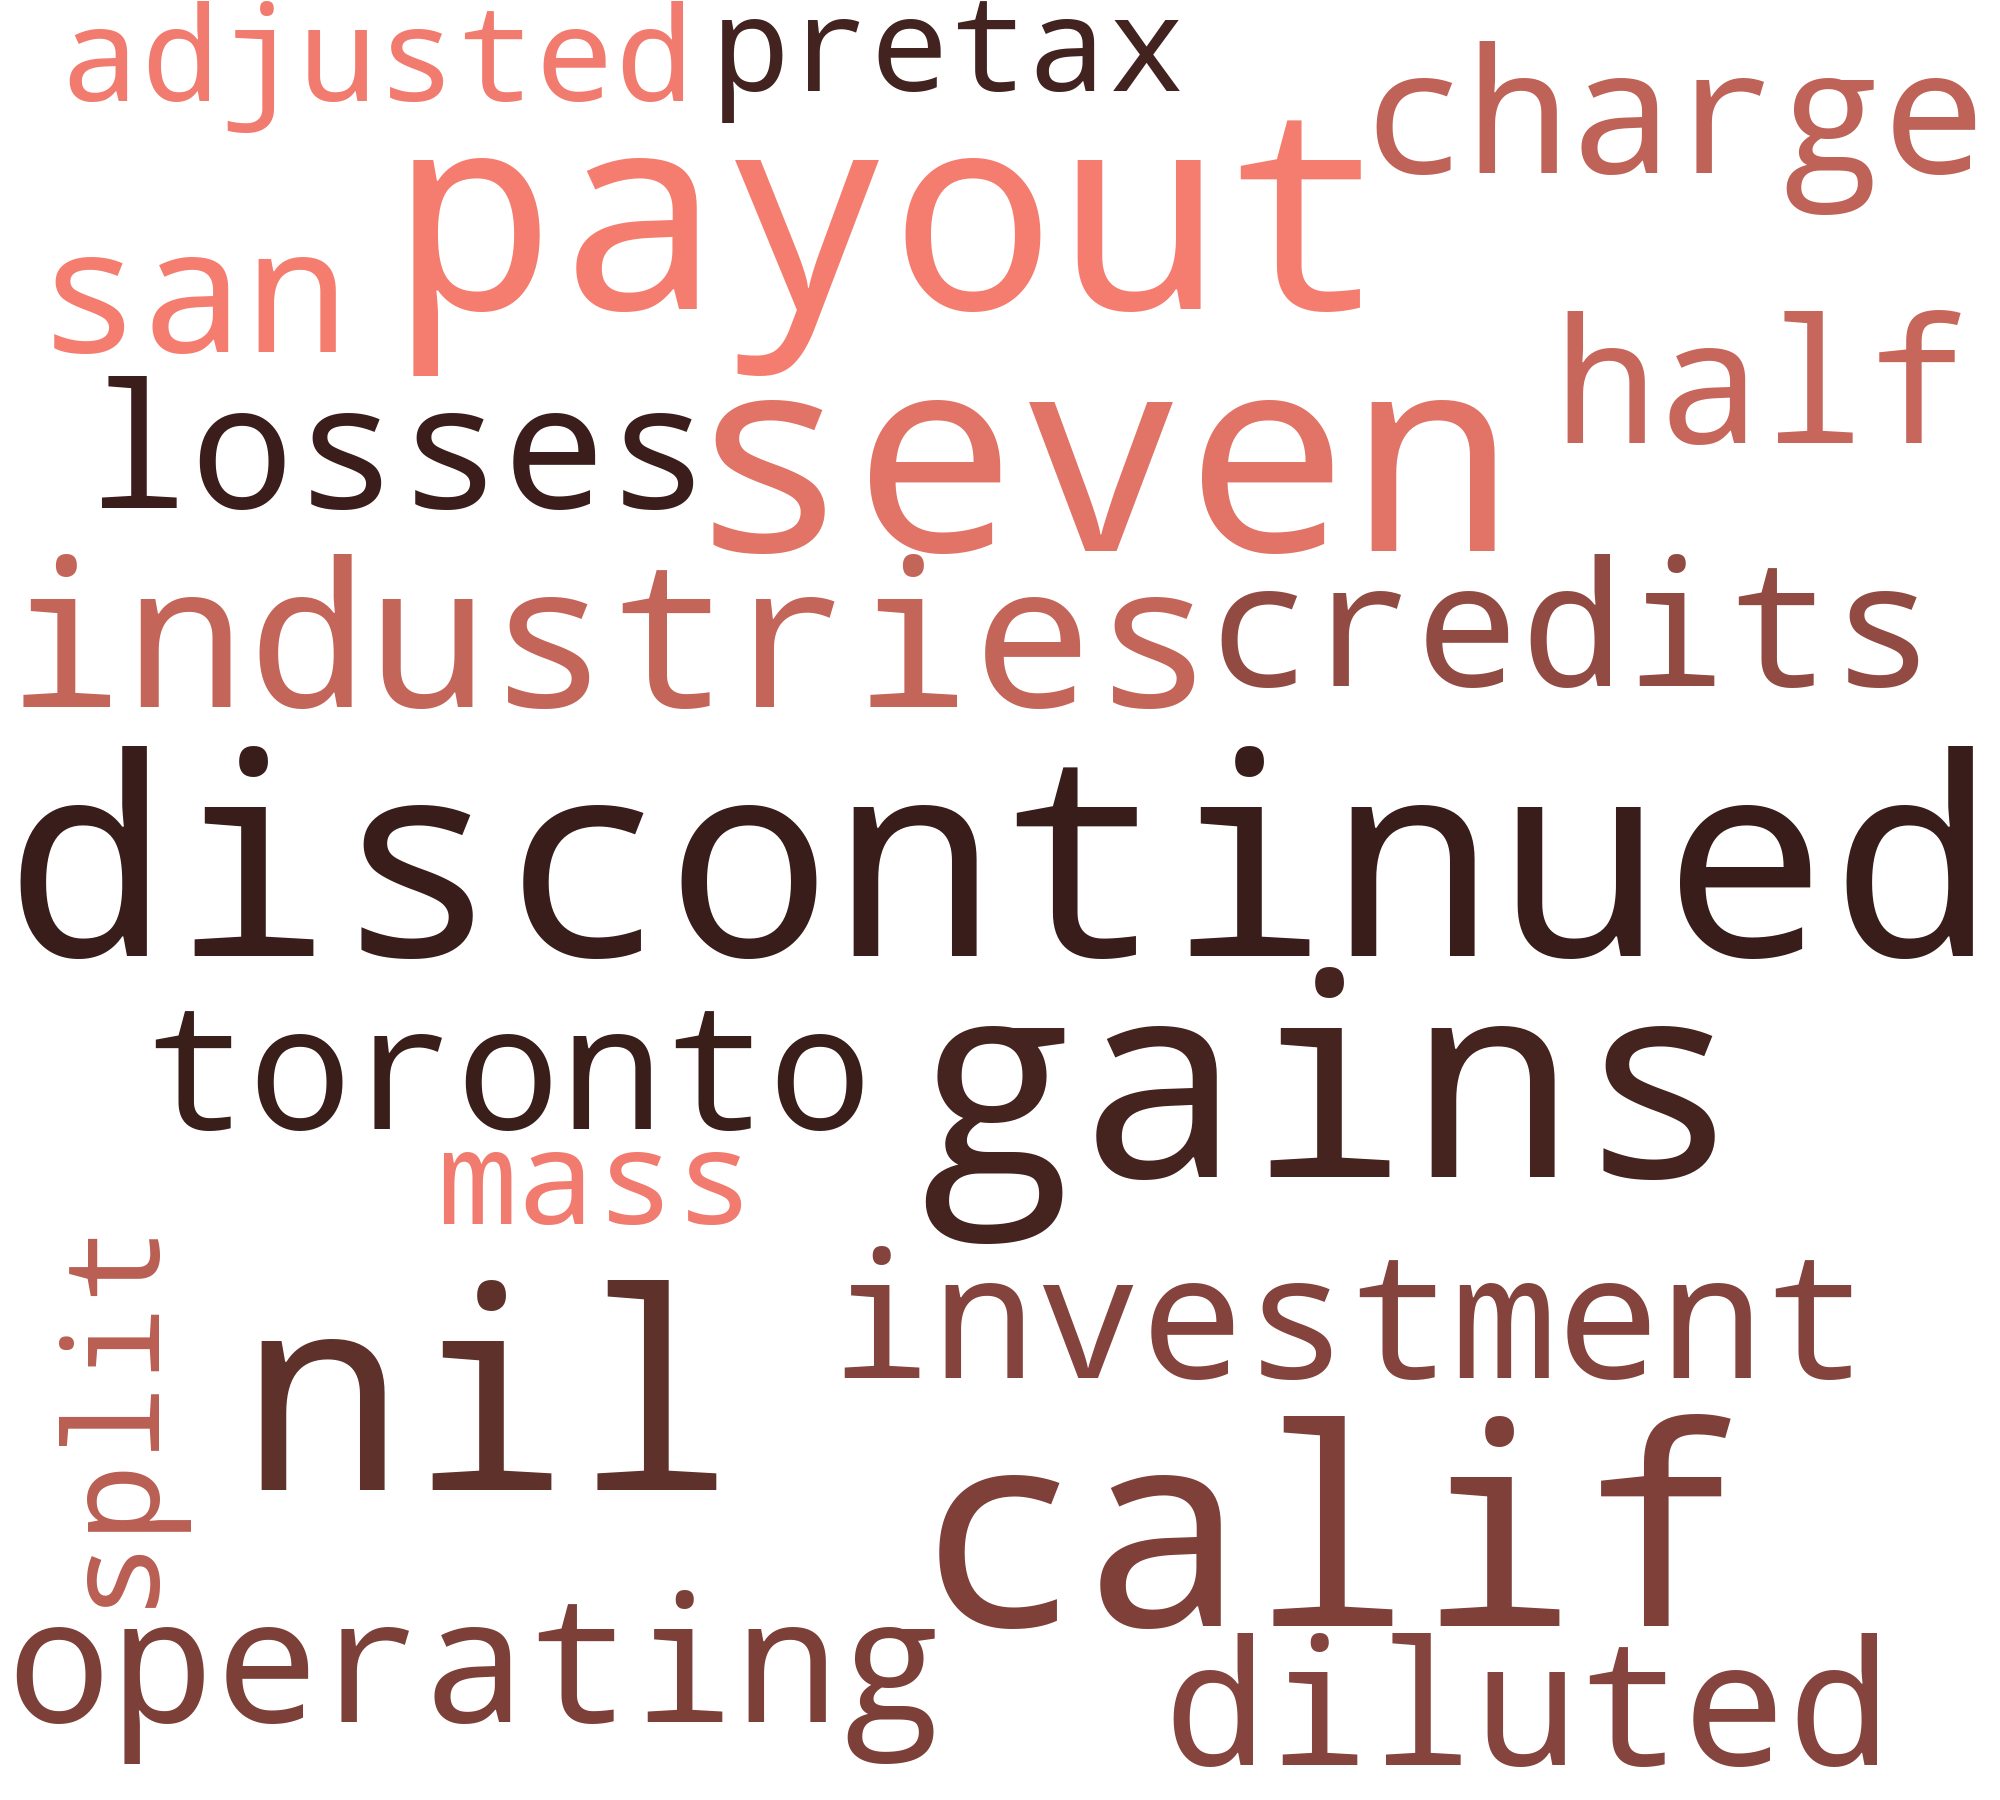 adjusted
pretax
charge
payout
san
half
losses
seven
industries
credits
discontinued
toronto
gains
mass
split
nil
investment
calif
operating
diluted